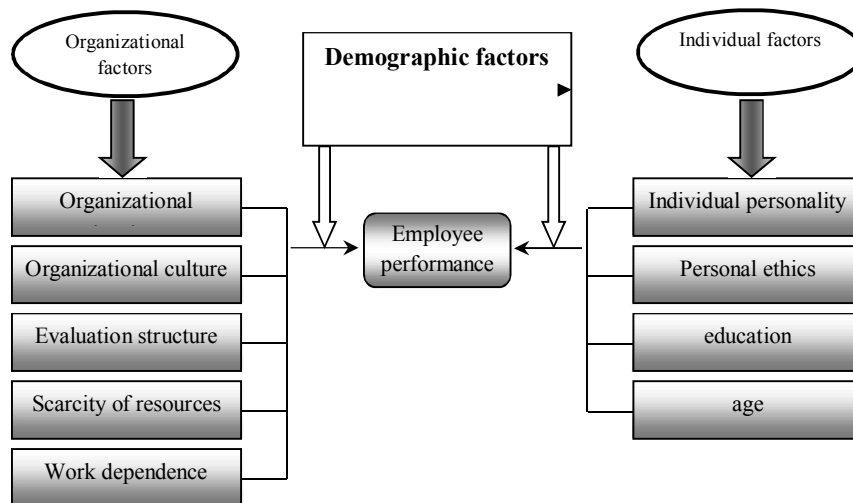 Organizational
factors
Demographic factors
Individual factors
Organizational
Organizational culture
Evaluation structure
Scarcity of resources
Work dependence
Employee
performance
Individual personality
Personal ethics
education
age